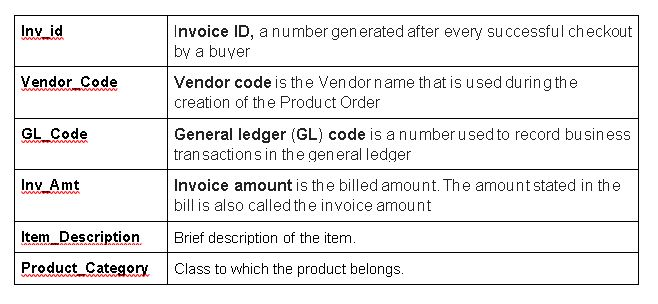 Inv_id
Invoice ID, a number generated after every successful checkout
by a buyer
Vendor_Code
Vendor code is the Vendor name that is used during the
creation of the Product Order
GL_Code
General ledger (GL) code is a number used to record business
transactions in the general ledger
Inv_Amt
Invoice amount is the billed amount. The amount stated in the
bill is also called the invoice amount
Item_Description
Brief description of the item.
Product_Category
Class to which the product belongs.